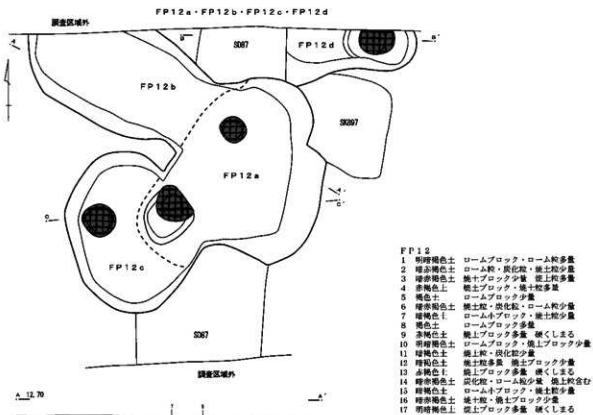 FP12a・FP12b・FP12c・FP12d
調査区域外
SD87
FP12d
FP12b
SK897
FP12a
FP12c
SD87
調査区域外
A 12.70
A'
FP12
1 明暗褐色土 ロームブロック・ローム粒多量
2 暗赤褐色土 ローム粒・炭化粒・焼土粒少量
3 暗赤褐色土 焼土ブロック少量 焼土粒多量
4 赤褐色土 焼土ブロック・焼土粒多量
5 褐色土 ロームブロック少量
6 暗赤褐色土 焼土粒・炭化粒・ローム粒少量
7 暗褐色土 ローム小ブロック・焼土粒少量
8 褐色土 ロームブロック多量
9 赤褐色土 焼土ブロック多量 硬くしまる
10 明暗褐色土 ロームブロック・焼土ブロック少量
11 暗褐色土 焼土粒・炭化粒少量
12 暗褐色土 焼土粒多量 焼土ブロック少量
13 赤褐色土 焼土ブロック多量 硬くしまる
14 暗赤褐色土 炭化粒・ローム粒少量 焼土粒含む
15 暗褐色土 ローム小ブロック・焼土粒少量
16 暗赤褐色土 焼土粒・焼土ブロック少量
17 明暗褐色土 焼土ブロック多量 硬くしまる